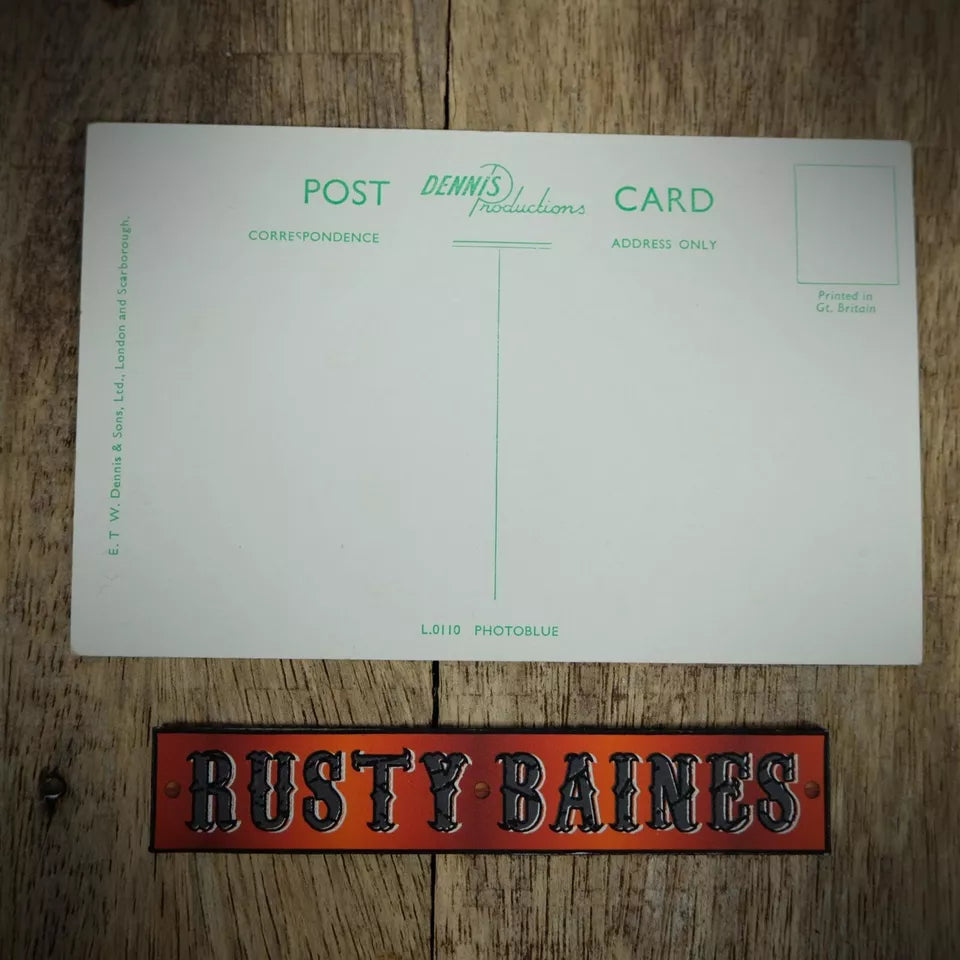 POST DENNIS Productions CARD
CORRESPONDENCE
ADDRESS ONLY
Printed in
Gt. Britain
E. T W. Dennis & Sons, Ltd., London and Scarborough.
L.0110 PHOTOBLUE
RUSTY BAINES